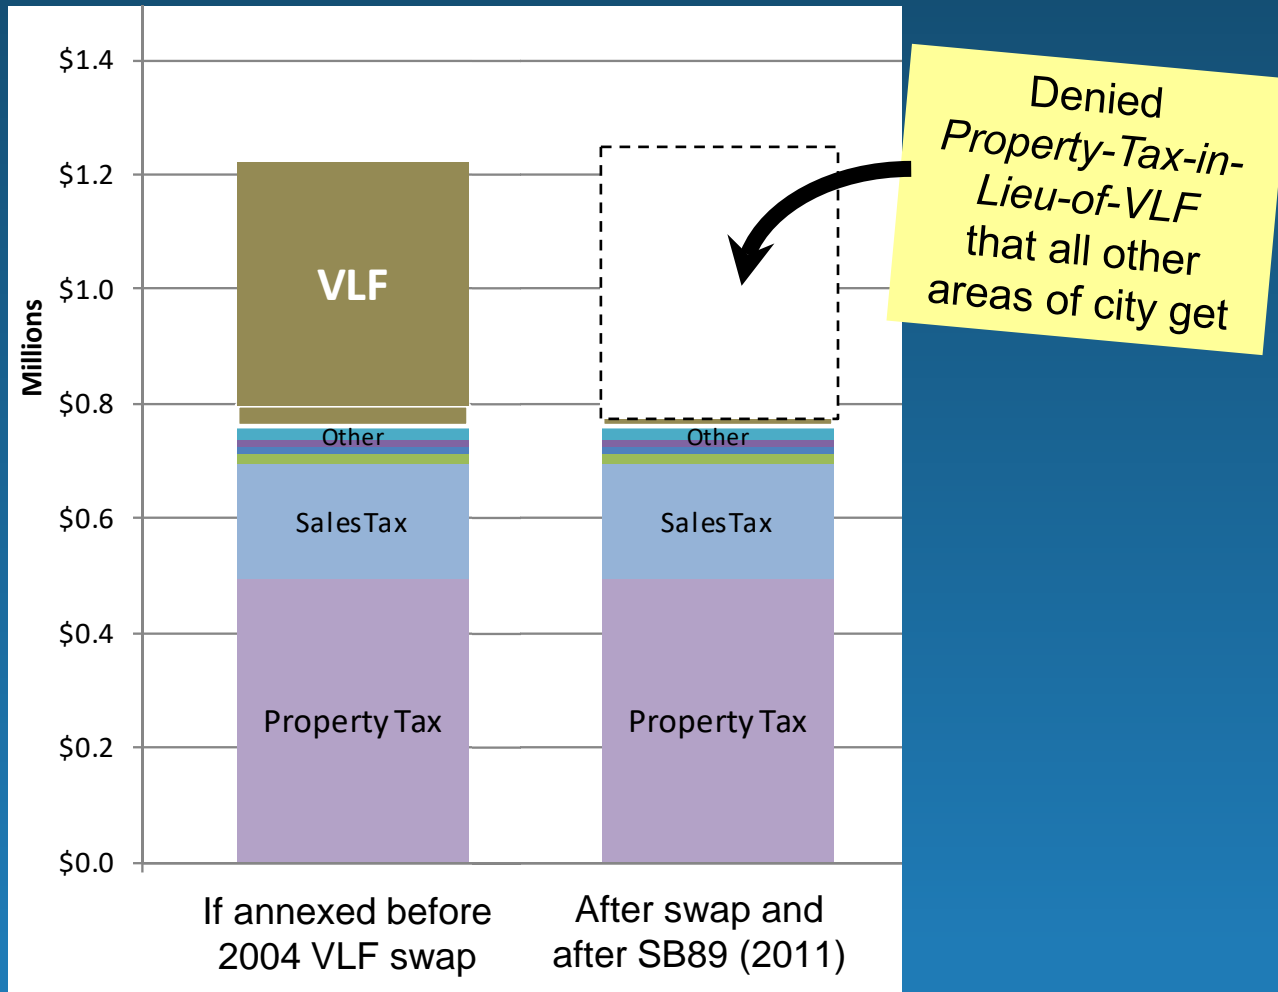 $1.4
$1.2
$1.0
$0.8
$0.6
$0.4
$0.2
$0.0
Millions
VLF
Other
SalesTax
Property Tax
Other
SalesTax
Property Tax
If annexed before
2004 VLF swap
After swap and
after SB89 (2011)
Denied
Property-Tax-in-
Lieu-of-VLF
that all other
areas of city get